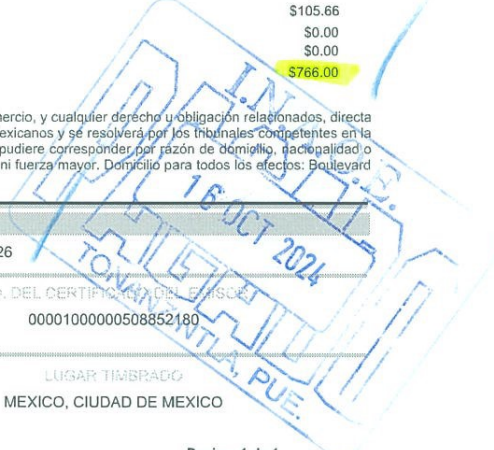 $105.66
$0.00
$0.00
$766.00
mercio, y cualquier derecho u obligación relacionados, directa
exicanos y se resolverá por los tribunales competentes en la
pudiere corresponder por razón de domicilio, nacionalidad o
ni fuerza mayor. Domicilio para todos los efectos: Boulevard
I.N.A.O.E.
PAGADO
16 OCT 2024
TONANZINTLA, PUE.
26
. DEL CERTIFICADO DEL EMISOR
00001000000508852180
LUGAR TIMBRADO
MEXICO, CIUDAD DE MEXICO